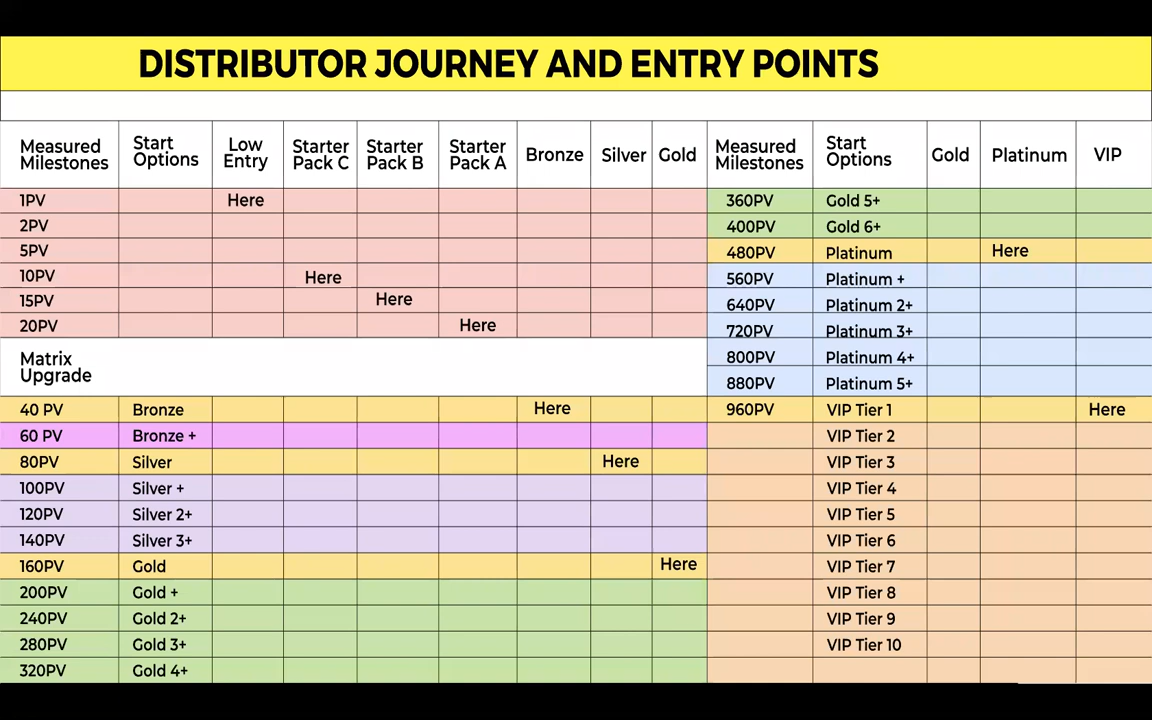 DISTRIBUTOR JOURNEY AND ENTRY POINTS
Measured Milestones Start Options Low Entry Starter Pack C Starter Pack B Starter Pack A Bronze Silver Gold Measured Milestones Start Options Gold Platinum VIP
1PV Here 360PV Gold 5+
2PV 400PV Gold 6+
5PV 480PV Platinum Here
10PV Here 560PV Platinum +
15PV Here 640PV Platinum 2+
20PV Here 720PV Platinum 3+
Matrix Upgrade 800PV Platinum 4+
880PV Platinum 5+
40 PV Bronze Here 960PV VIP Tier 1 Here
60 PV Bronze + VIP Tier 2
80PV Silver Here VIP Tier 3
100PV Silver + VIP Tier 4
120PV Silver 2+ VIP Tier 5
140PV Silver 3+ VIP Tier 6
160PV Gold Here VIP Tier 7
200PV Gold + VIP Tier 8
240PV Gold 2+ VIP Tier 9
280PV Gold 3+ VIP Tier 10
320PV Gold 4+